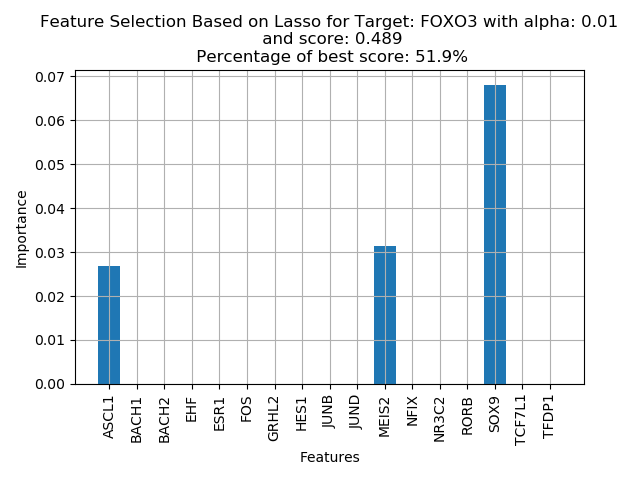 Feature Selection Based on Lasso for Target: FOXO3 with alpha: 0.01
and score: 0.489
Percentage of best score: 51.9%
0.07
0.06
0.05
0.04
0.03
0.02
0.01
0.00
Importance
ASCL1
BACH1
BACH2
EHF
ESR1
FOS
GRHL2
HES1
JUNB
JUND
MEIS2
NFIX
NR3C2
RORB
SOX9
TCF7L1
TFDP1
Features